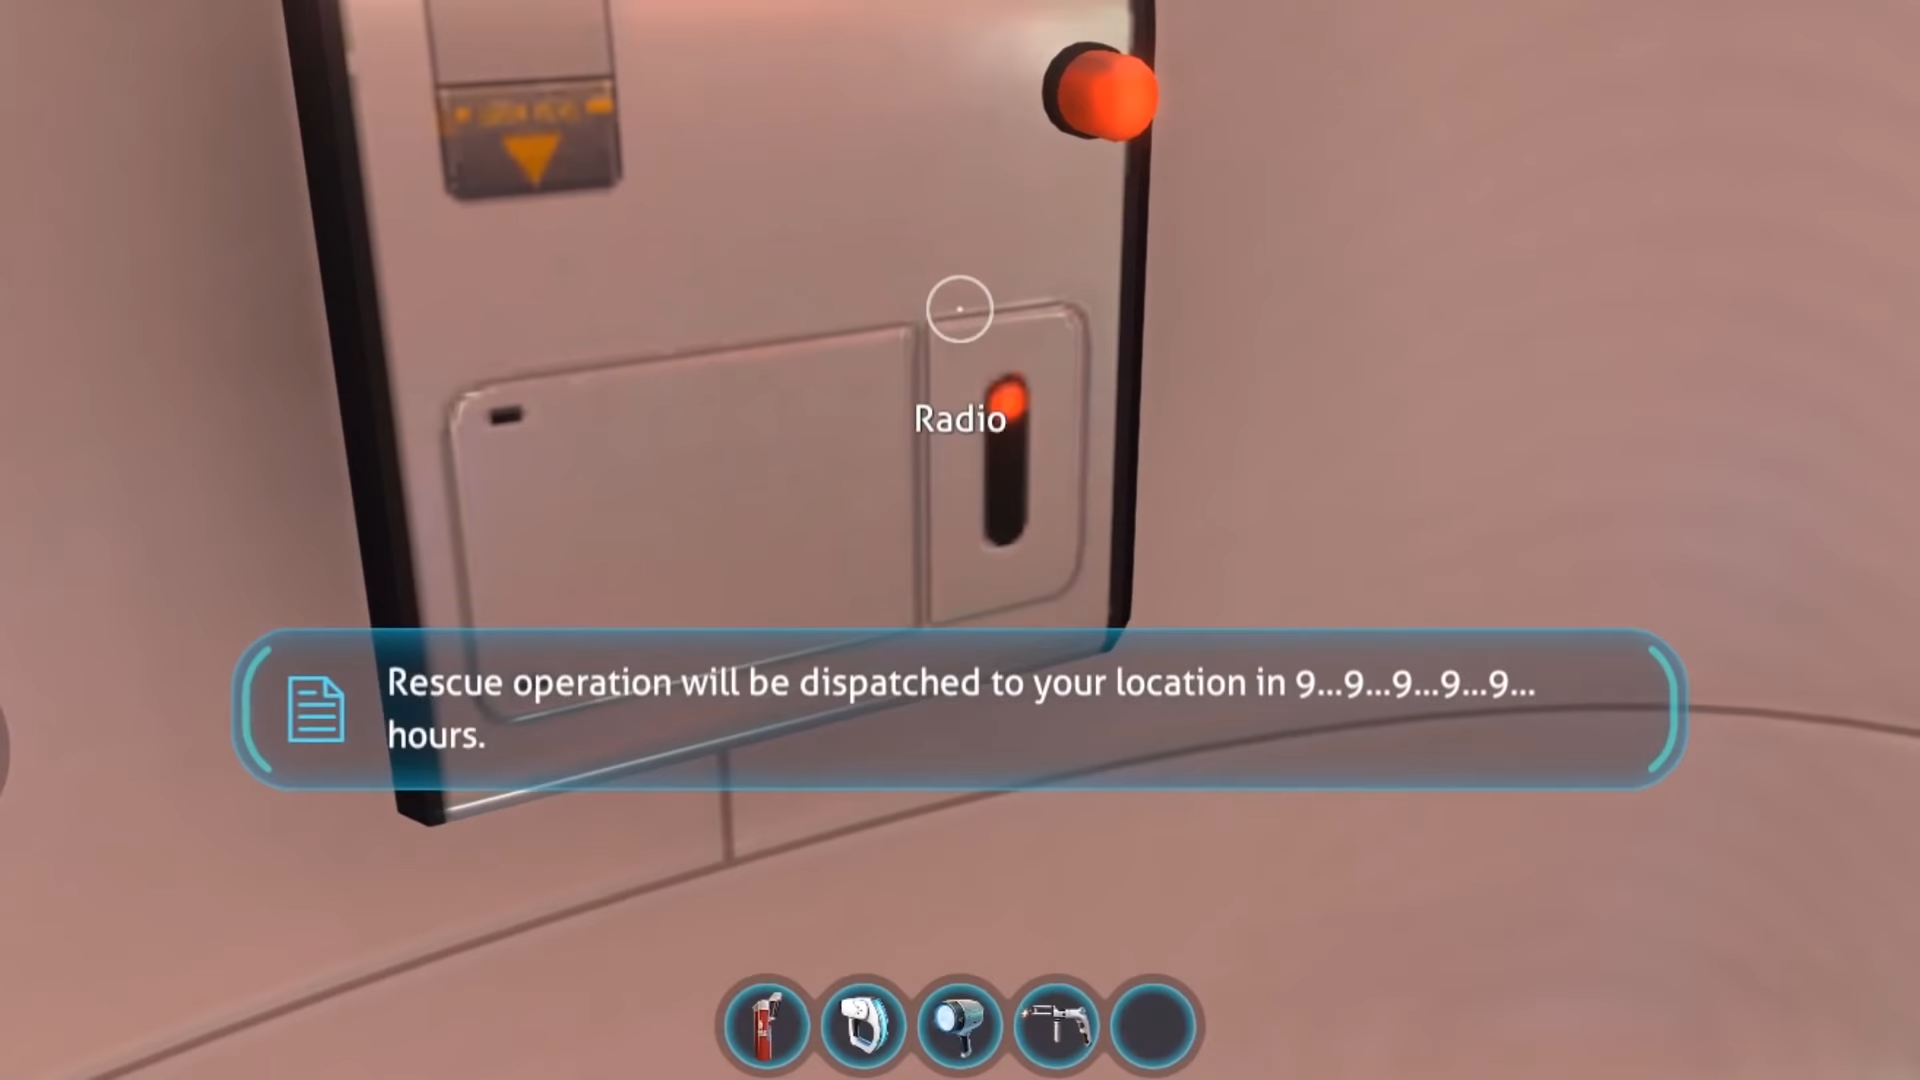 Radio
Rescue operation will be dispatched to your location in 9...9...9...9...9...
hours.